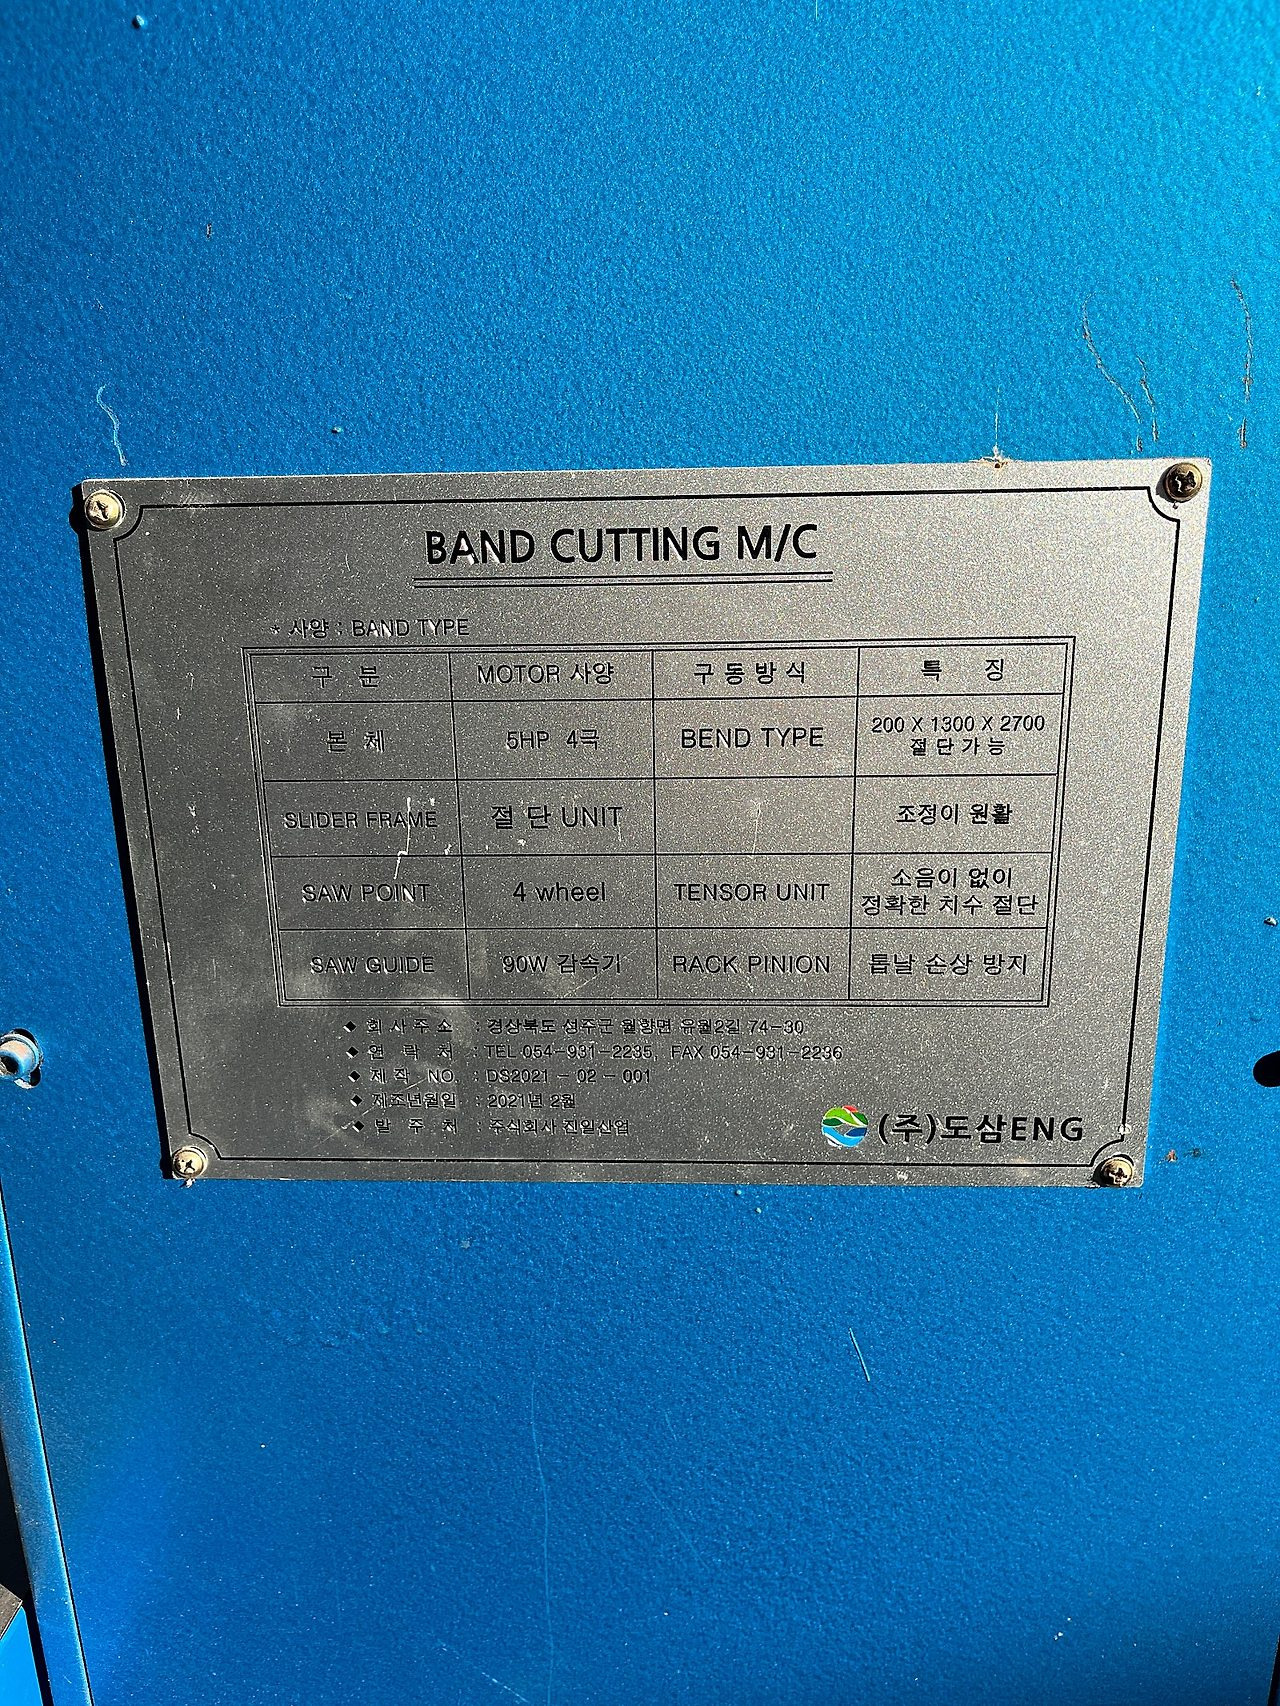 BAND CUTTING M/C
* 사양 : BAND TYPE
구 분 MOTOR 사양 구동방식 특 징
본 체 5HP 4극 BEND TYPE 200 X 1300 X 2700
절단가능
SLIDER FRAME 절 단 UNIT 조정이 원활
SAW POINT 4 wheel TENSOR UNIT 소음이 없이
정확한 치수 절단
SAW GUIDE 90W 감속기 RACK PINION 톱날 손상 방지
◆ 회 사 주 소 : 경상북도 성주군 월항면 유월2길 74-30
◆ 연 락 처 : TEL 054-931-2235, FAX 054-931-2236
◆ 제 작 NO. : DS2021 - 02 - 001
◆ 제조년월일 : 2021년 2월
◆ 발 주 처 : 주식회사 진일산업
(주)도삼ENG